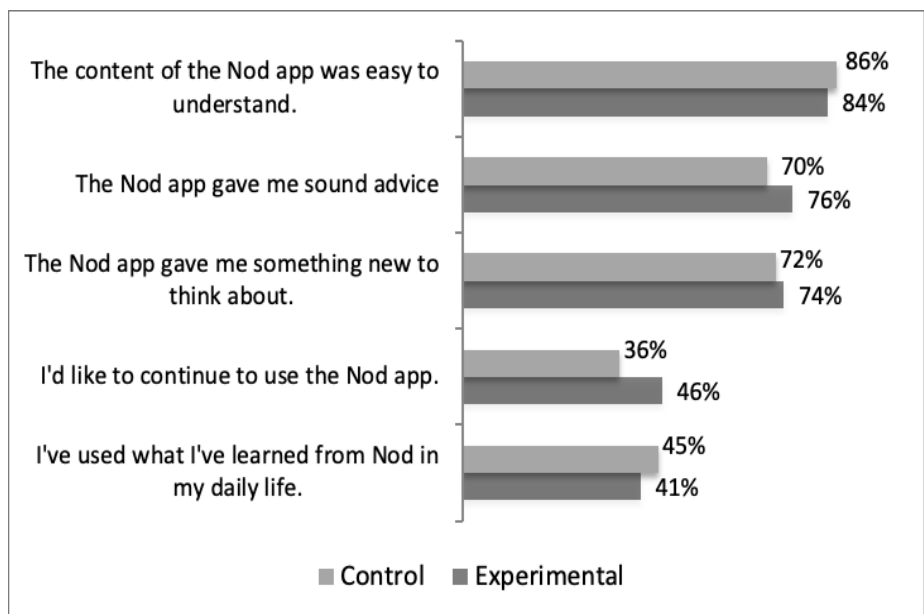 The content of the Nod app was easy to
understand.
86%
84%
The Nod app gave me sound advice
70%
76%
The Nod app gave me something new to
think about.
72%
74%
I'd like to continue to use the Nod app.
36%
46%
I've used what I've learned from Nod in
my daily life.
45%
41%
Control Experimental